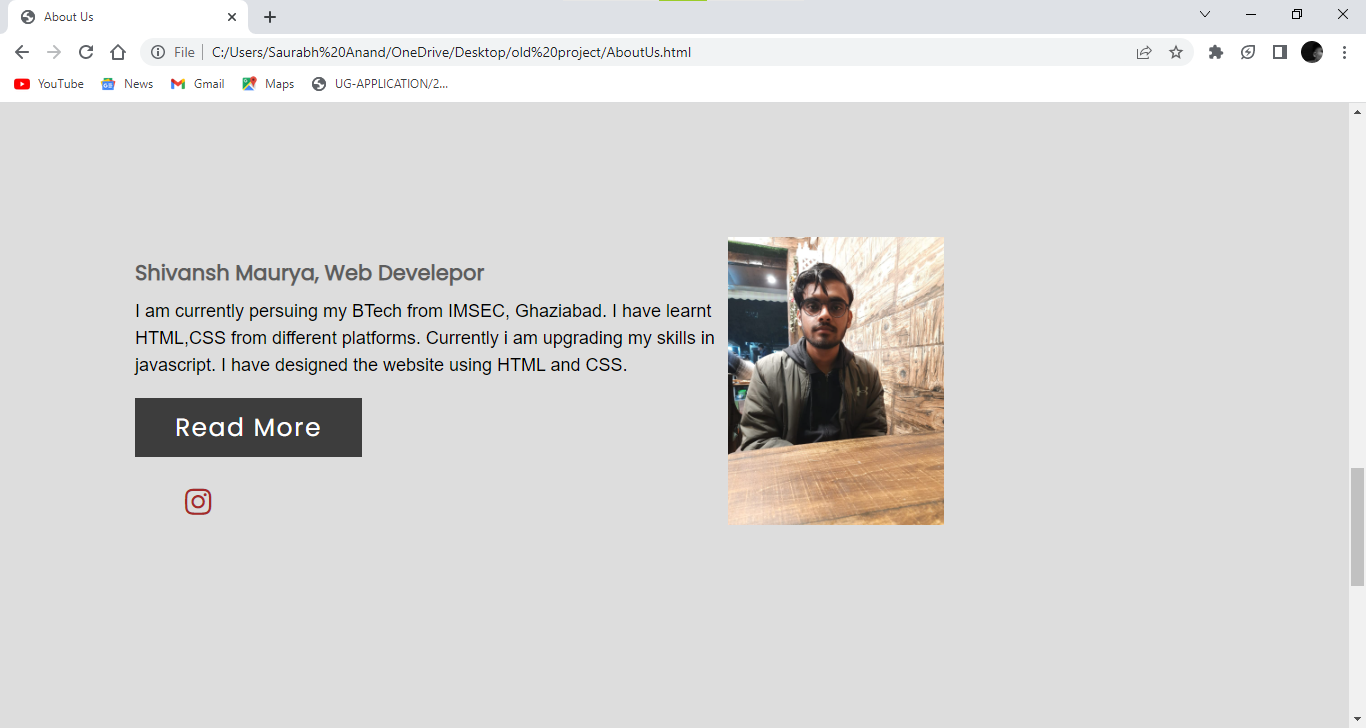 About Us
File
C:/Users/Saurabh%20Anand/OneDrive/Desktop/old%20project/AboutUs.html
YouTube
News
Gmail
Maps
UG-APPLICATION/2...
Shivansh Maurya, Web Develepor
I am currently persuing my BTech from IMSEC, Ghaziabad. I have learnt
HTML,CSS from different platforms. Currently i am upgrading my skills in
javascript. I have designed the website using HTML and CSS.
Read More